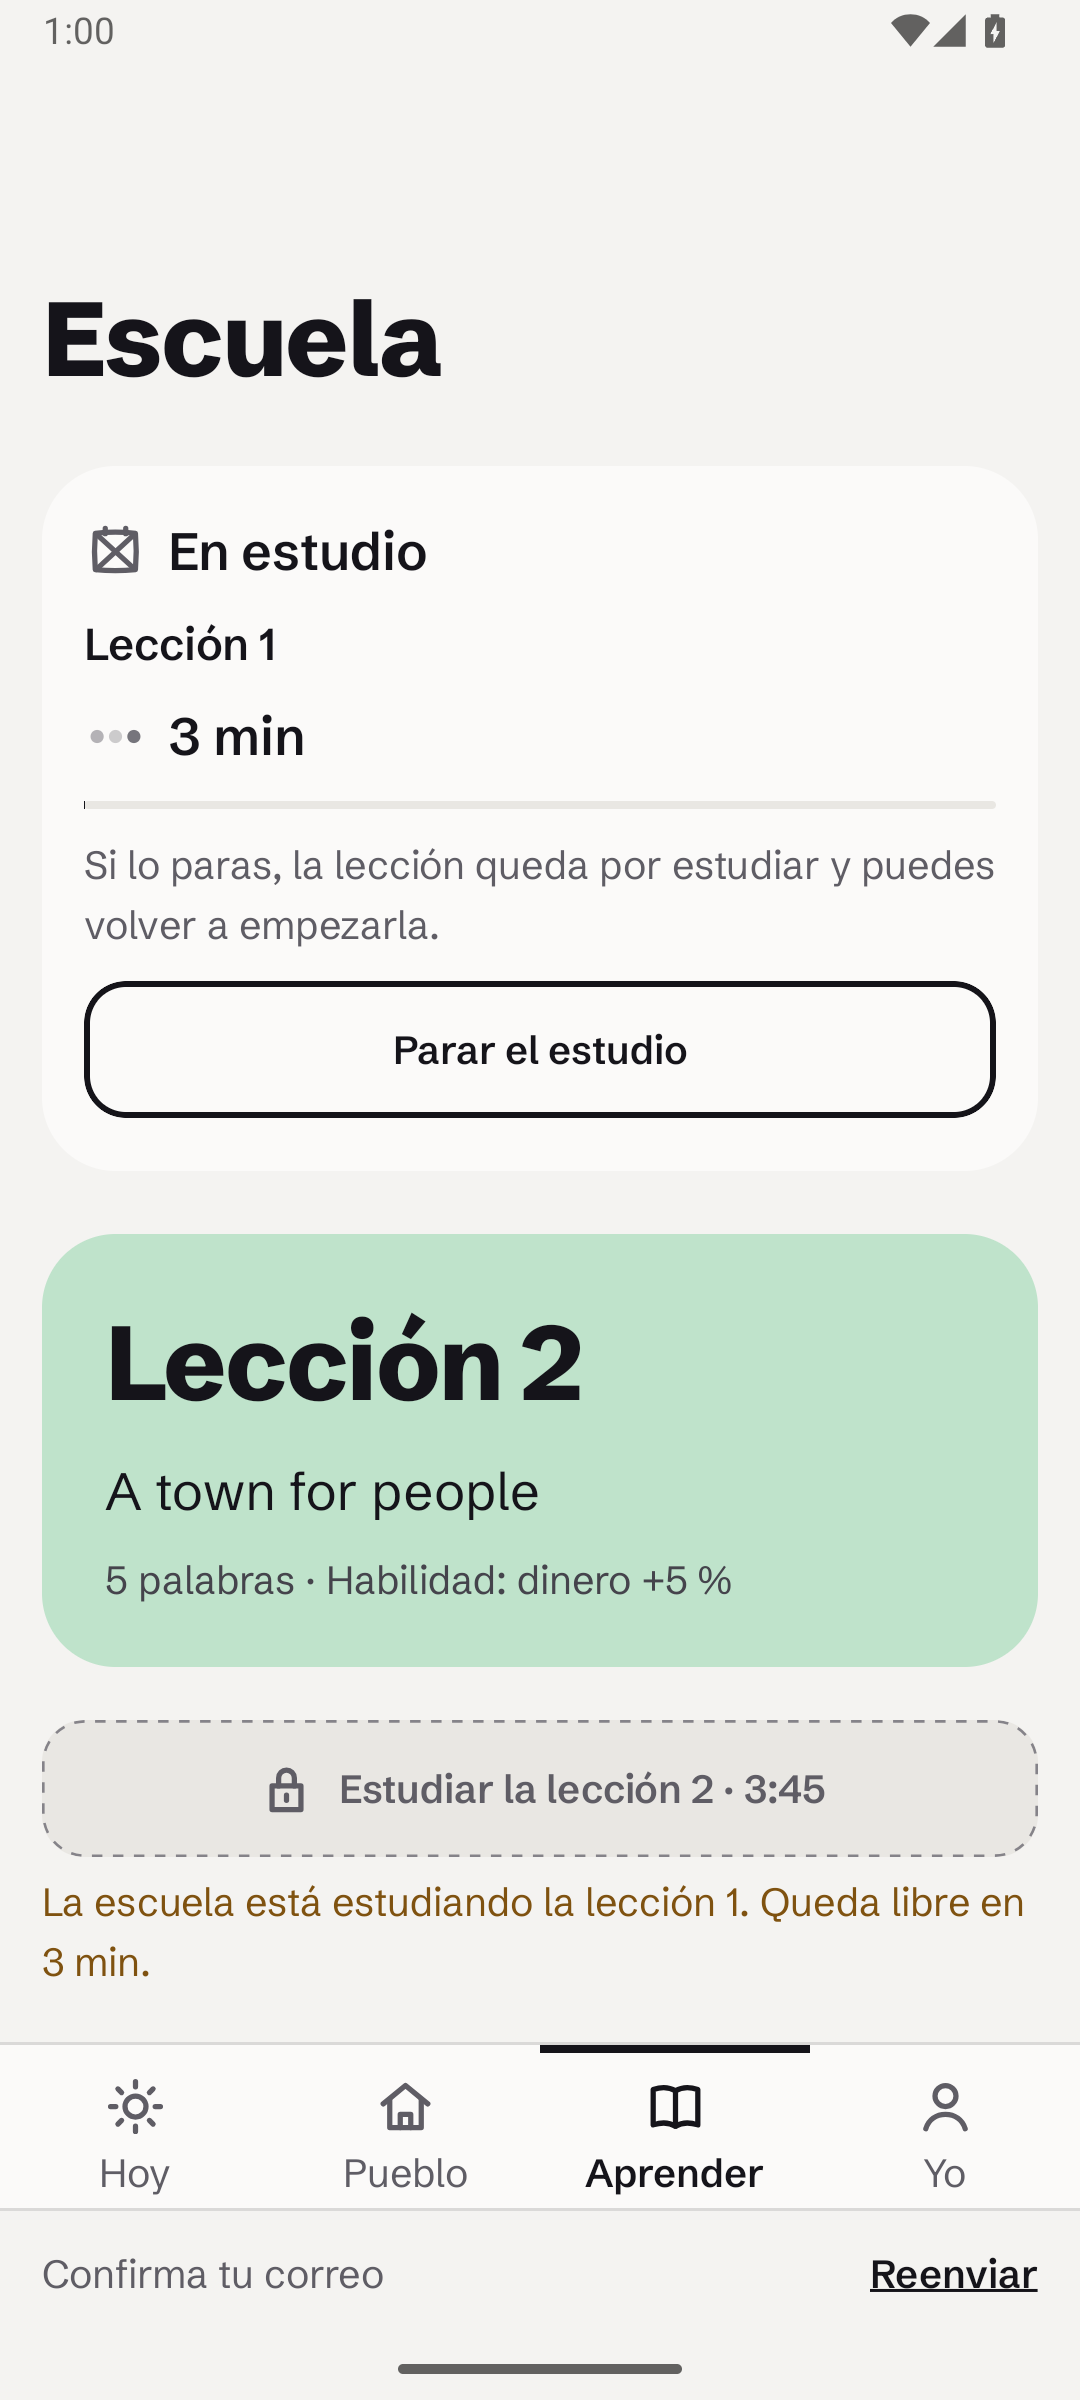 1:00
Escuela
En estudio
Lección 1
3 min
Si lo paras, la lección queda por estudiar y puedes
volver a empezarla.
Parar el estudio
Lección 2
A town for people
5 palabras · Habilidad: dinero +5 %
Estudiar la lección 2 · 3:45
La escuela está estudiando la lección 1. Queda libre en
3 min.
Hoy Pueblo Aprender Yo
Confirma tu correo Reenviar